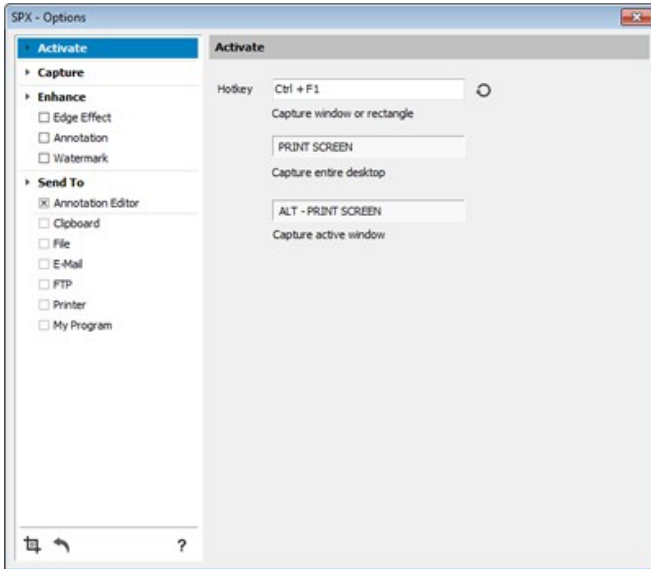 SPX - Options
Activate
Capture
Enhance
Edge Effect
Annotation
Watermark
Send To
Annotation Editor
Clipboard
File
E-Mail
FTP
Printer
My Program
?
Activate
Hotkey
Ctrl + F1
Capture window or rectangle
PRINT SCREEN
Capture entire desktop
ALT - PRINT SCREEN
Capture active window